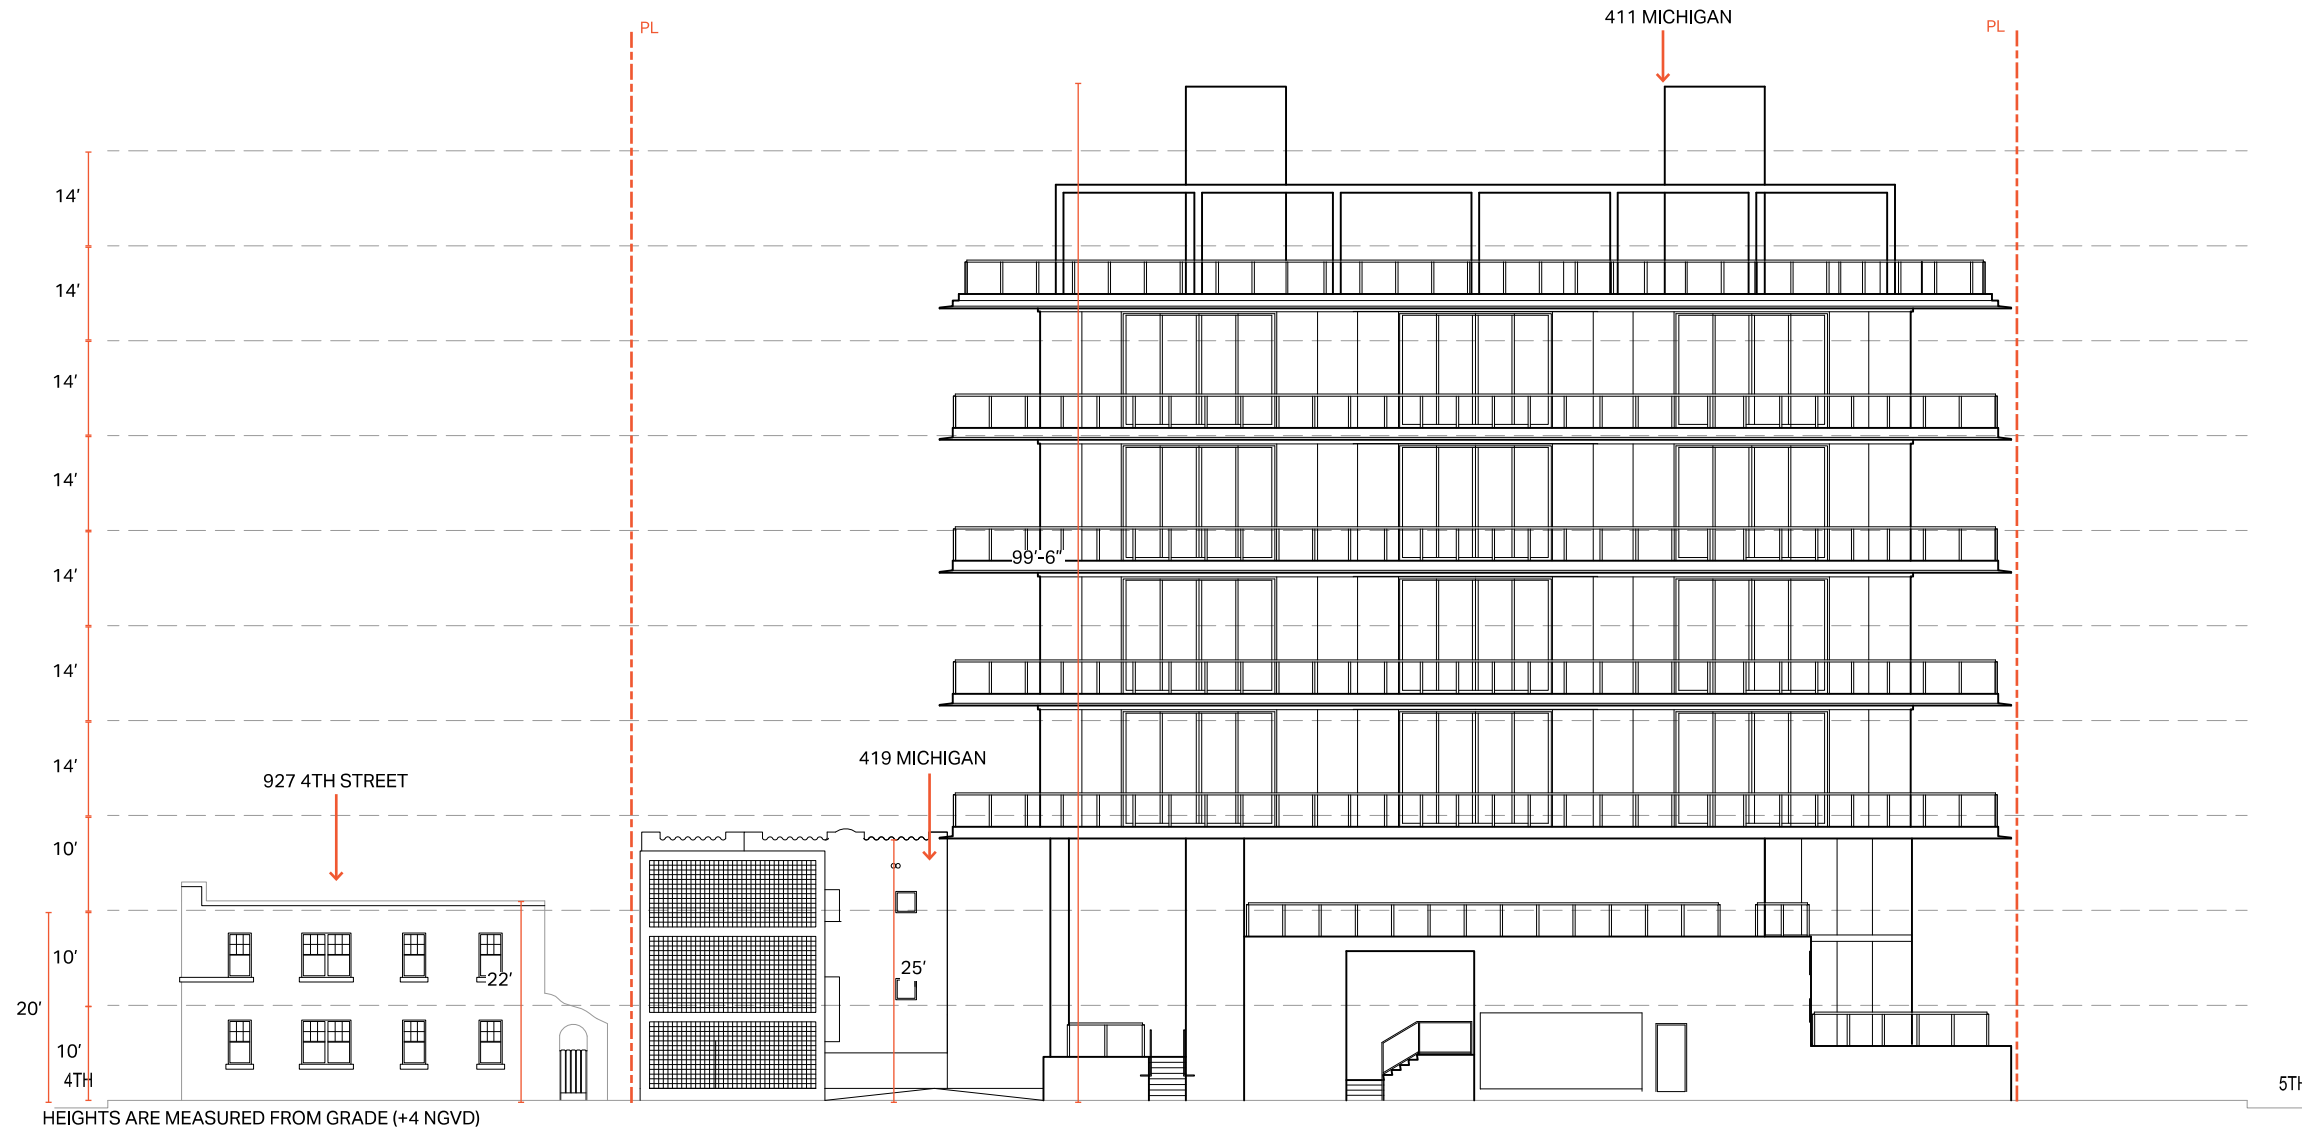 411 MICHIGAN
PL
PL
14'
14'
14'
14'
99'-6"
14'
14'
14'
419 MICHIGAN
927 4TH STREET
10'
10'
25'
22'
20'
10'
4TH
5TH
HEIGHTS ARE MEASURED FROM GRADE (+4 NGVD)